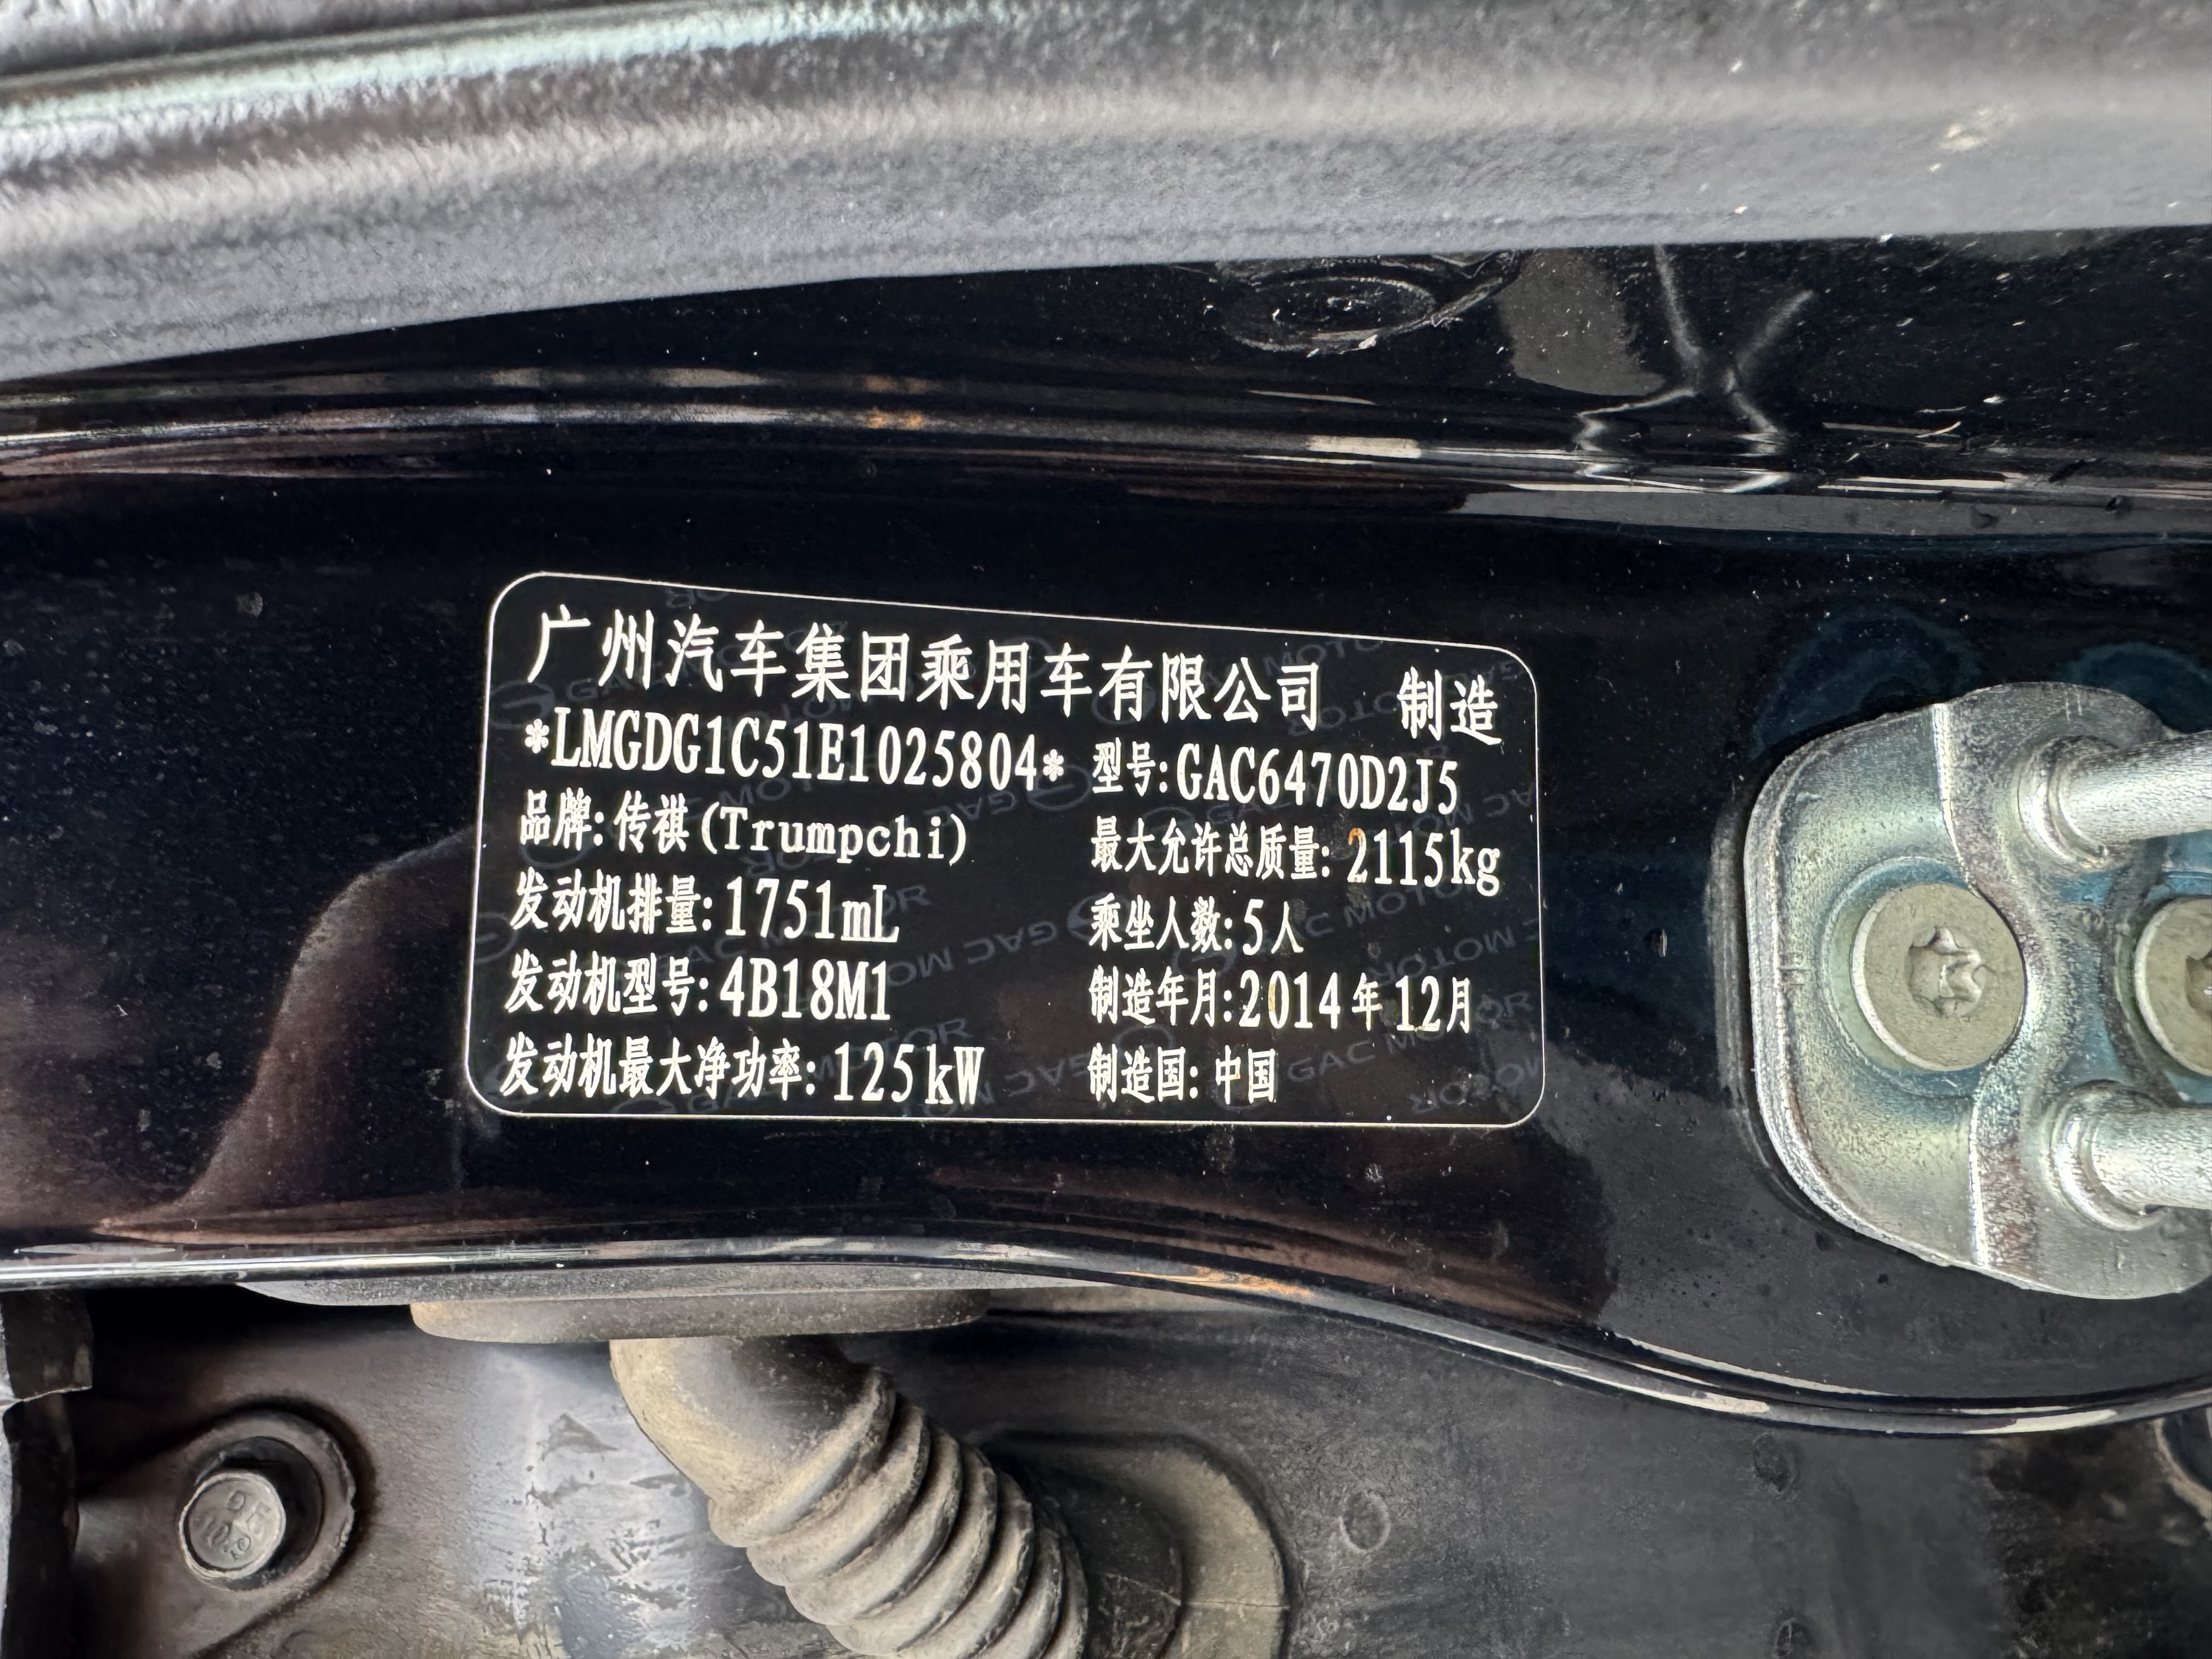 广州汽车集团乘用车有限公司 制造
*LMGDG1C51E1025804* 型号:GAC6470D2J5
品牌:传祺(Trumpchi) 最大允许总质量:2115kg
发动机排量:1751mL 乘坐人数:5人
发动机型号:4B18M1 制造年月:2014年12月
发动机最大净功率:125kW 制造国:中国
GAC MOTOR
10.9